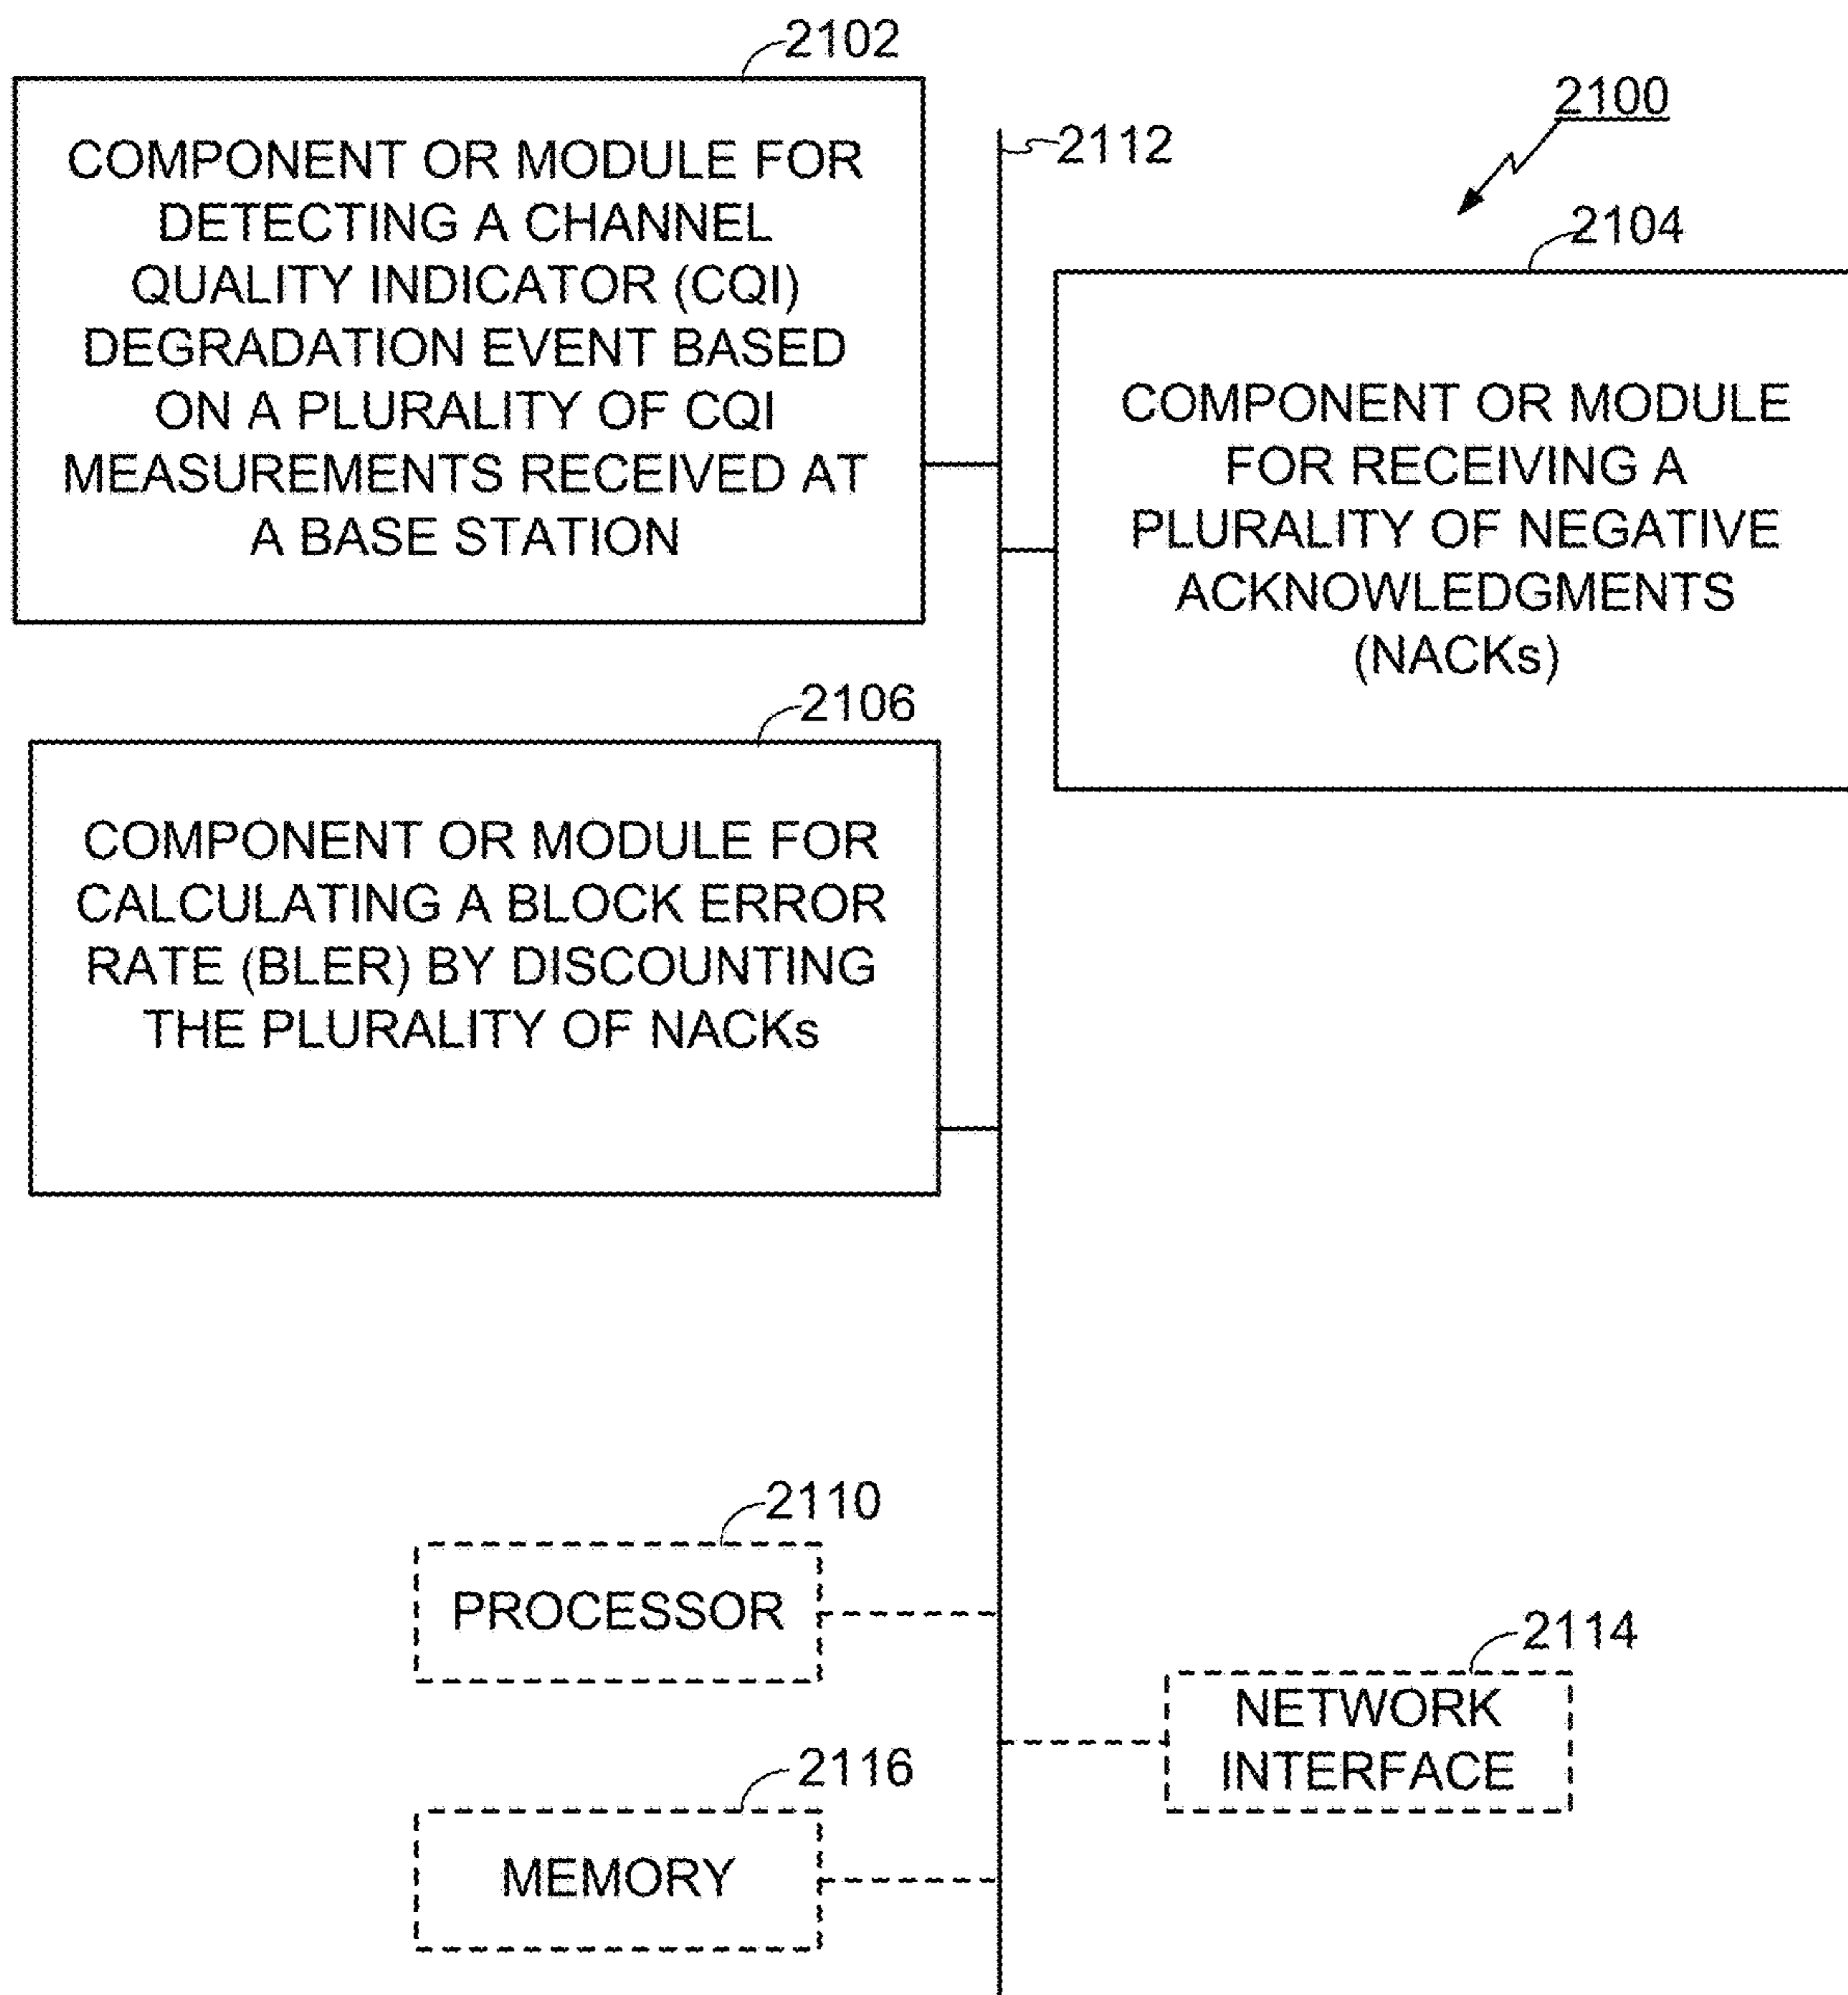 2102
COMPONENT OR MODULE FOR
DETECTING A CHANNEL
QUALITY INDICATOR (CQI)
DEGRADATION EVENT BASED
ON A PLURALITY OF CQI
MEASUREMENTS RECEIVED AT
A BASE STATION
2112
2100
2104
COMPONENT OR MODULE
FOR RECEIVING A
PLURALITY OF NEGATIVE
ACKNOWLEDGMENTS
(NACKs)
2106
COMPONENT OR MODULE FOR
CALCULATING A BLOCK ERROR
RATE (BLER) BY DISCOUNTING
THE PLURALITY OF NACKs
2110
PROCESSOR
2114
NETWORK
INTERFACE
2116
MEMORY